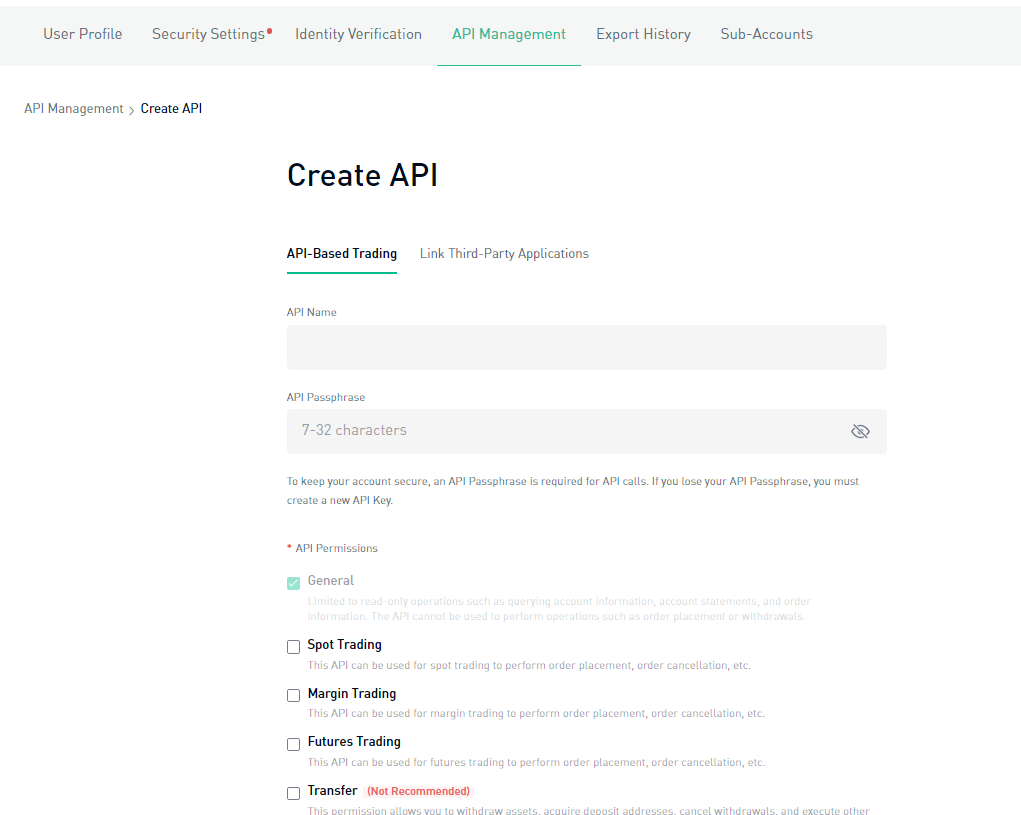 User Profile Security Settings Identity Verification API Management Export History Sub-Accounts
API Management > Create API
Create API
API-Based Trading Link Third-Party Applications
API Name
API Passphrase
7-32 characters
To keep your account secure, an API Passphrase is required for API calls. If you lose your API Passphrase, you must
create a new API Key.
* API Permissions
General
Limited to read-only operations such as querying account information, account statements, and order
information. The API cannot be used to perform operations such as order placement or withdrawals.
Spot Trading
This API can be used for spot trading to perform order placement, order cancellation, etc.
Margin Trading
This API can be used for margin trading to perform order placement, order cancellation, etc.
Futures Trading
This API can be used for futures trading to perform order placement, order cancellation, etc.
Transfer (Not Recommended)
This permission allows you to withdraw assets, acquire deposit addresses, cancel withdrawals, and execute other